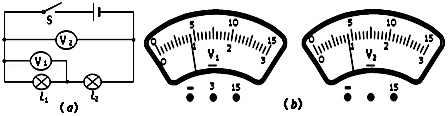 S
V₂
V₁
L₁ L₂
(a)
0 5 10 15
0 1 2 3
V₁
− 3 15
(b)
0 5 10 15
0 1 2 3
V₂
− 15